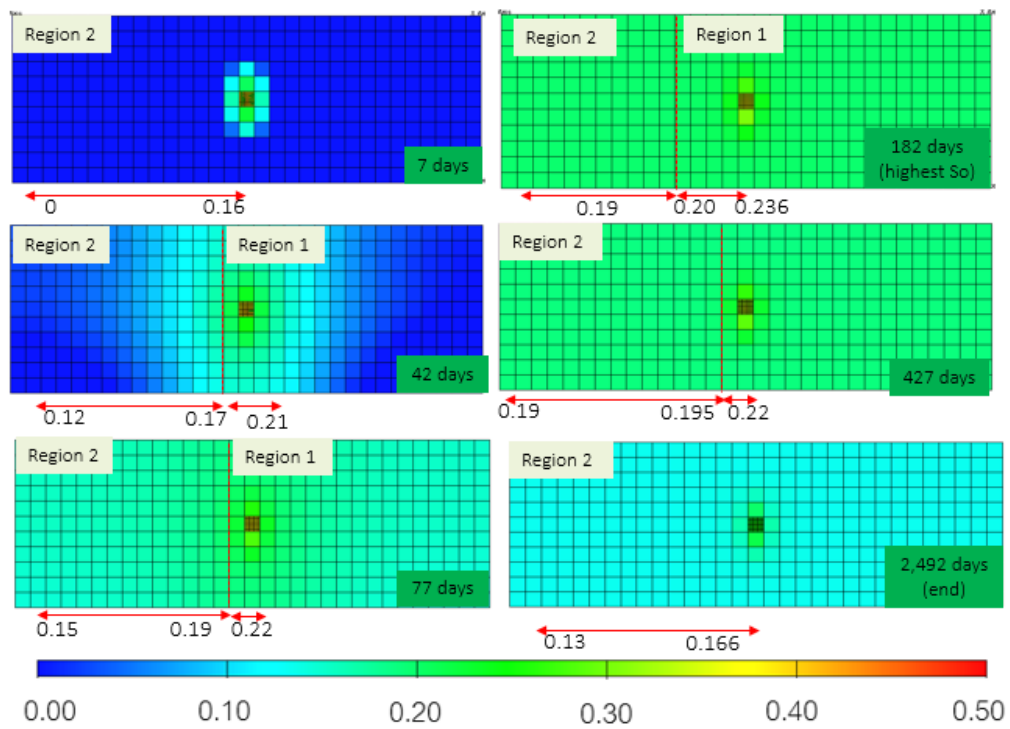 Region 2
7 days
0
0.16
Region 2
Region 1
182 days
(highest So)
0.19
0.20
0.236
Region 2
Region 1
42 days
0.12
0.17
0.21
Region 2
427 days
0.19
0.195
0.22
Region 2
Region 1
77 days
0.15
0.19
0.22
Region 2
2,492 days
(end)
0.13
0.166
0.00
0.10
0.20
0.30
0.40
0.50